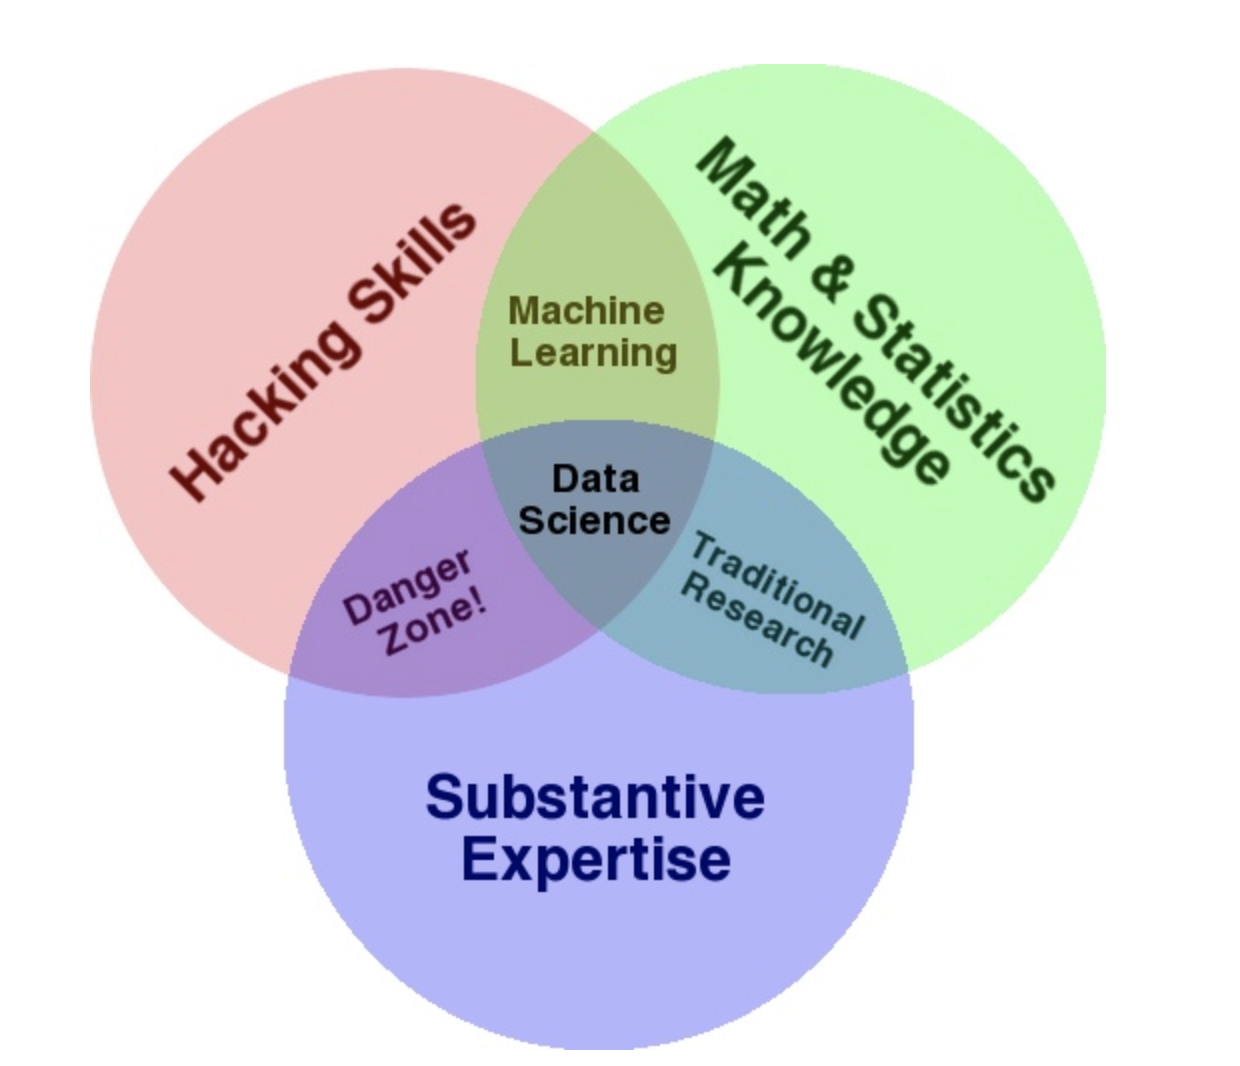 Hacking Skills
Math & Statistics
Knowledge
Machine
Learning
Data
Science
Danger
Zone!
Traditional
Research
Substantive
Expertise